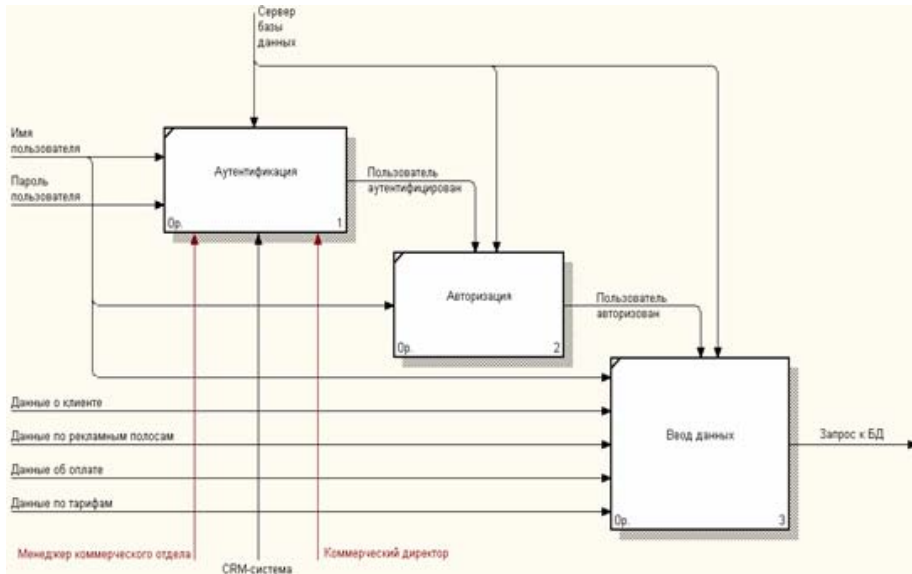 Сервер
базы
данных
Имя
пользователя
Аутентификация
Пользователь
аутентифицирован
Пароль
пользователя
0р. 1
Авторизация
Пользователь
авторизован
0р. 2
Данные о клиенте
Данные по рекламным полосам
Ввод данных
Запрос к БД
Данные об оплате
Данные по тарифам
0р. 3
Менеджер коммерческого отдела
Коммерческий директор
CRM-система